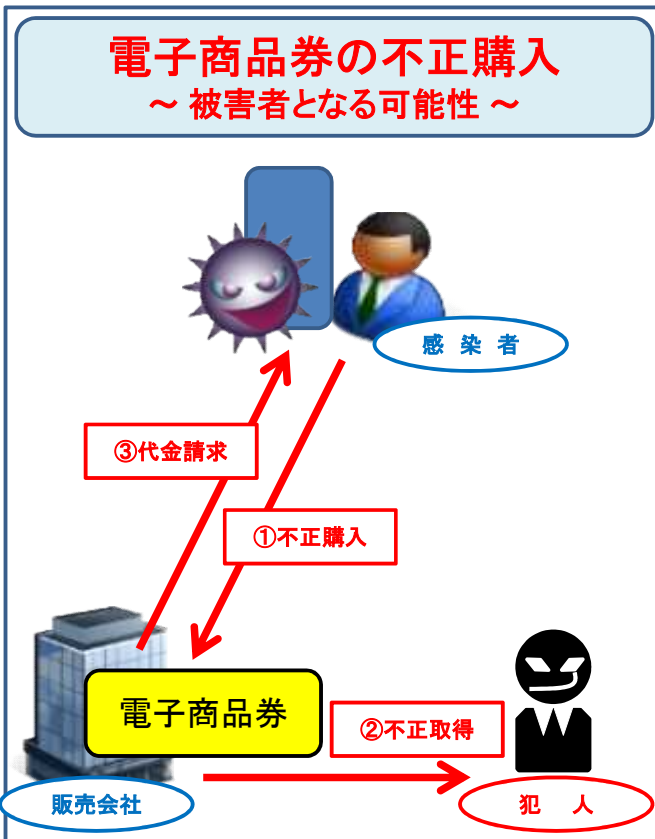 電子商品券の不正購入
～ 被害者となる可能性 ～
感 染 者
③代金請求
①不正購入
電子商品券
②不正取得
販売会社
犯 人